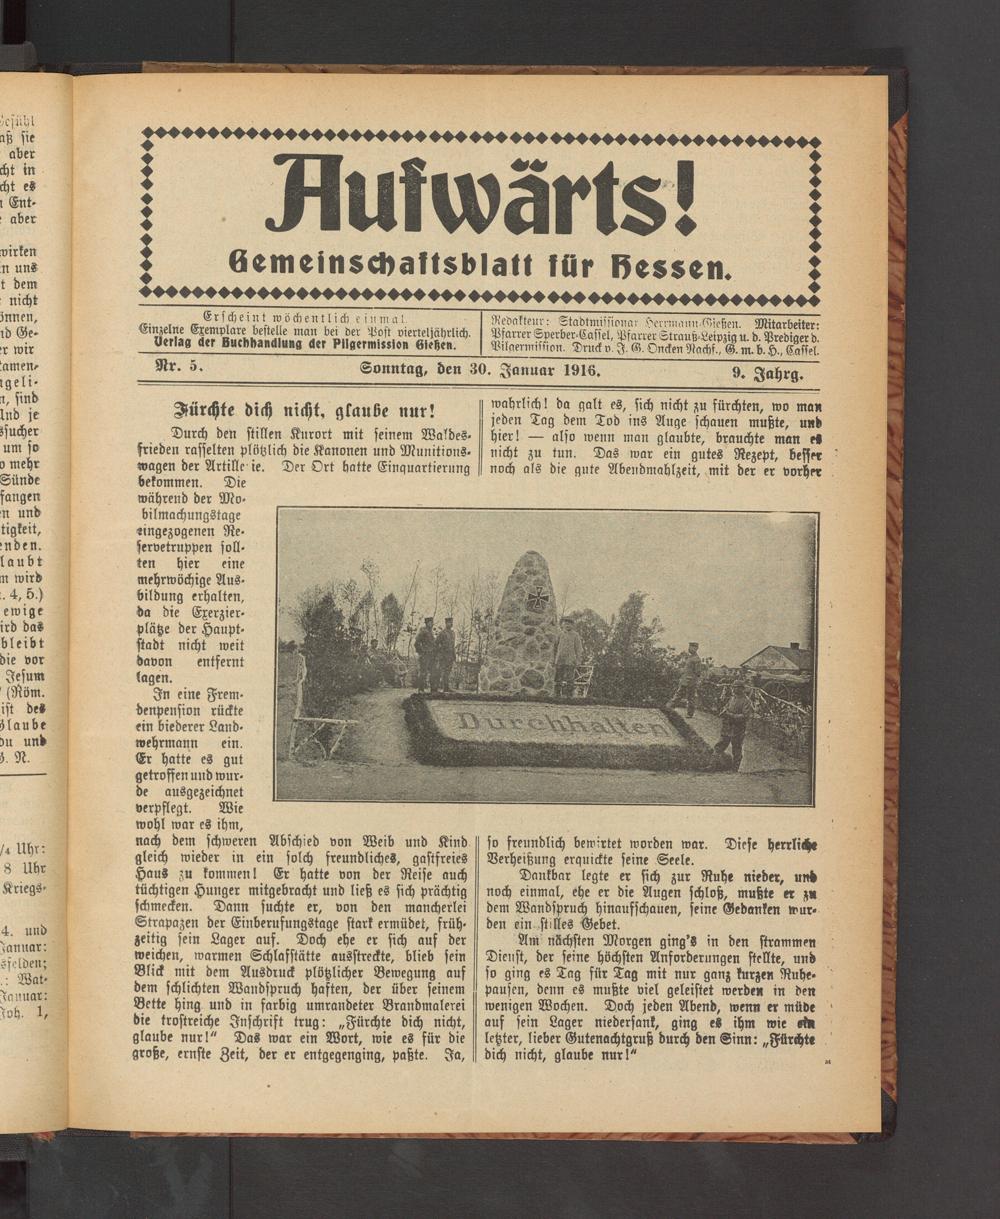 Aufwärts!
Gemeinschaftsblatt für Hessen.
Erscheint wöchentlich einmal.
Einzelne Exemplare bestelle man bei der Post vierteljährlich.
Verlag der Buchhandlung der Pilgermission Gießen.
Redakteur: Stadtmissionar Herrmann-Gießen. Mitarbeiter:
Pfarrer Sperber-Cassel, Pfarrer Strauß-Leipzig u. d. Prediger d.
Pilgermission. Druck v. J. G. Oncken Nachf., G. m. b. H., Cassel.
Nr. 5.
Sonntag, den 30. Januar 1916.
9. Jahrg.
Fürchte dich nicht, glaube nur!
Durch den stillen Kurort mit seinem Waldes-
frieden rasselten plötzlich die Kanonen und Munitions-
wagen der Artillerie. Der Ort hatte Einquartierung
bekommen. Die
während der Mo-
bilmachungstage
eingezogenen Re-
servetruppen soll-
ten hier eine
mehrwöchige Aus-
bildung erhalten,
da die Exerzier-
plätze der Haupt-
stadt nicht weit
davon entfernt
lagen.
In eine Frem-
denpension rückte
ein biederer Land-
wehrmann ein.
Er hatte es gut
getroffen und wur-
de ausgezeichnet
verpflegt. Wie
wohl war es ihm,
nach dem schweren Abschied von Weib und Kind
gleich wieder in ein solch freundliches, gastfreies
Haus zu kommen! Er hatte von der Reise auch
tüchtigen Hunger mitgebracht und ließ es sich prächtig
schmecken. Dann suchte er, von den mancherlei
Strapazen der Einberufungstage stark ermüdet, früh-
zeitig sein Lager auf. Doch ehe er sich auf der
weichen, warmen Schlafstätte ausstreckte, blieb sein
Blick mit dem Ausdruck plötzlicher Bewegung auf
dem schlichten Wandspruch haften, der über seinem
Bette hing und in farbig umrandeter Brandmalerei
die trostreiche Inschrift trug: „Fürchte dich nicht,
glaube nur!“ Das war ein Wort, wie es für die
große, ernste Zeit, der er entgegenging, paßte. Ja,
wahrlich! da galt es, sich nicht zu fürchten, wo man
jeden Tag dem Tod ins Auge schauen mußte, und
hier! — also wenn man glaubte, brauchte man es
nicht zu tun. Das war ein gutes Rezept, besser
noch als die gute Abendmahlzeit, mit der er vorher
Durchhalten
so freundlich bewirtet worden war. Diese herrliche
Verheißung erquickte seine Seele.
Dankbar legte er sich zur Ruhe nieder, und
noch einmal, ehe er die Augen schloß, mußte er zu
dem Wandspruch hinaufschauen, seine Gedanken wur-
den ein stilles Gebet.
Am nächsten Morgen ging's in den strammen
Dienst, der seine höchsten Anforderungen stellte, und
so ging es Tag für Tag mit nur ganz kurzen Ruhe-
pausen, denn es mußte viel geleistet werden in den
wenigen Wochen. Doch jeden Abend, wenn er müde
auf sein Lager niedersank, ging es ihm wie ein
letzter, lieber Gutenachtgruß durch den Sinn: „Fürchte
dich nicht, glaube nur!“